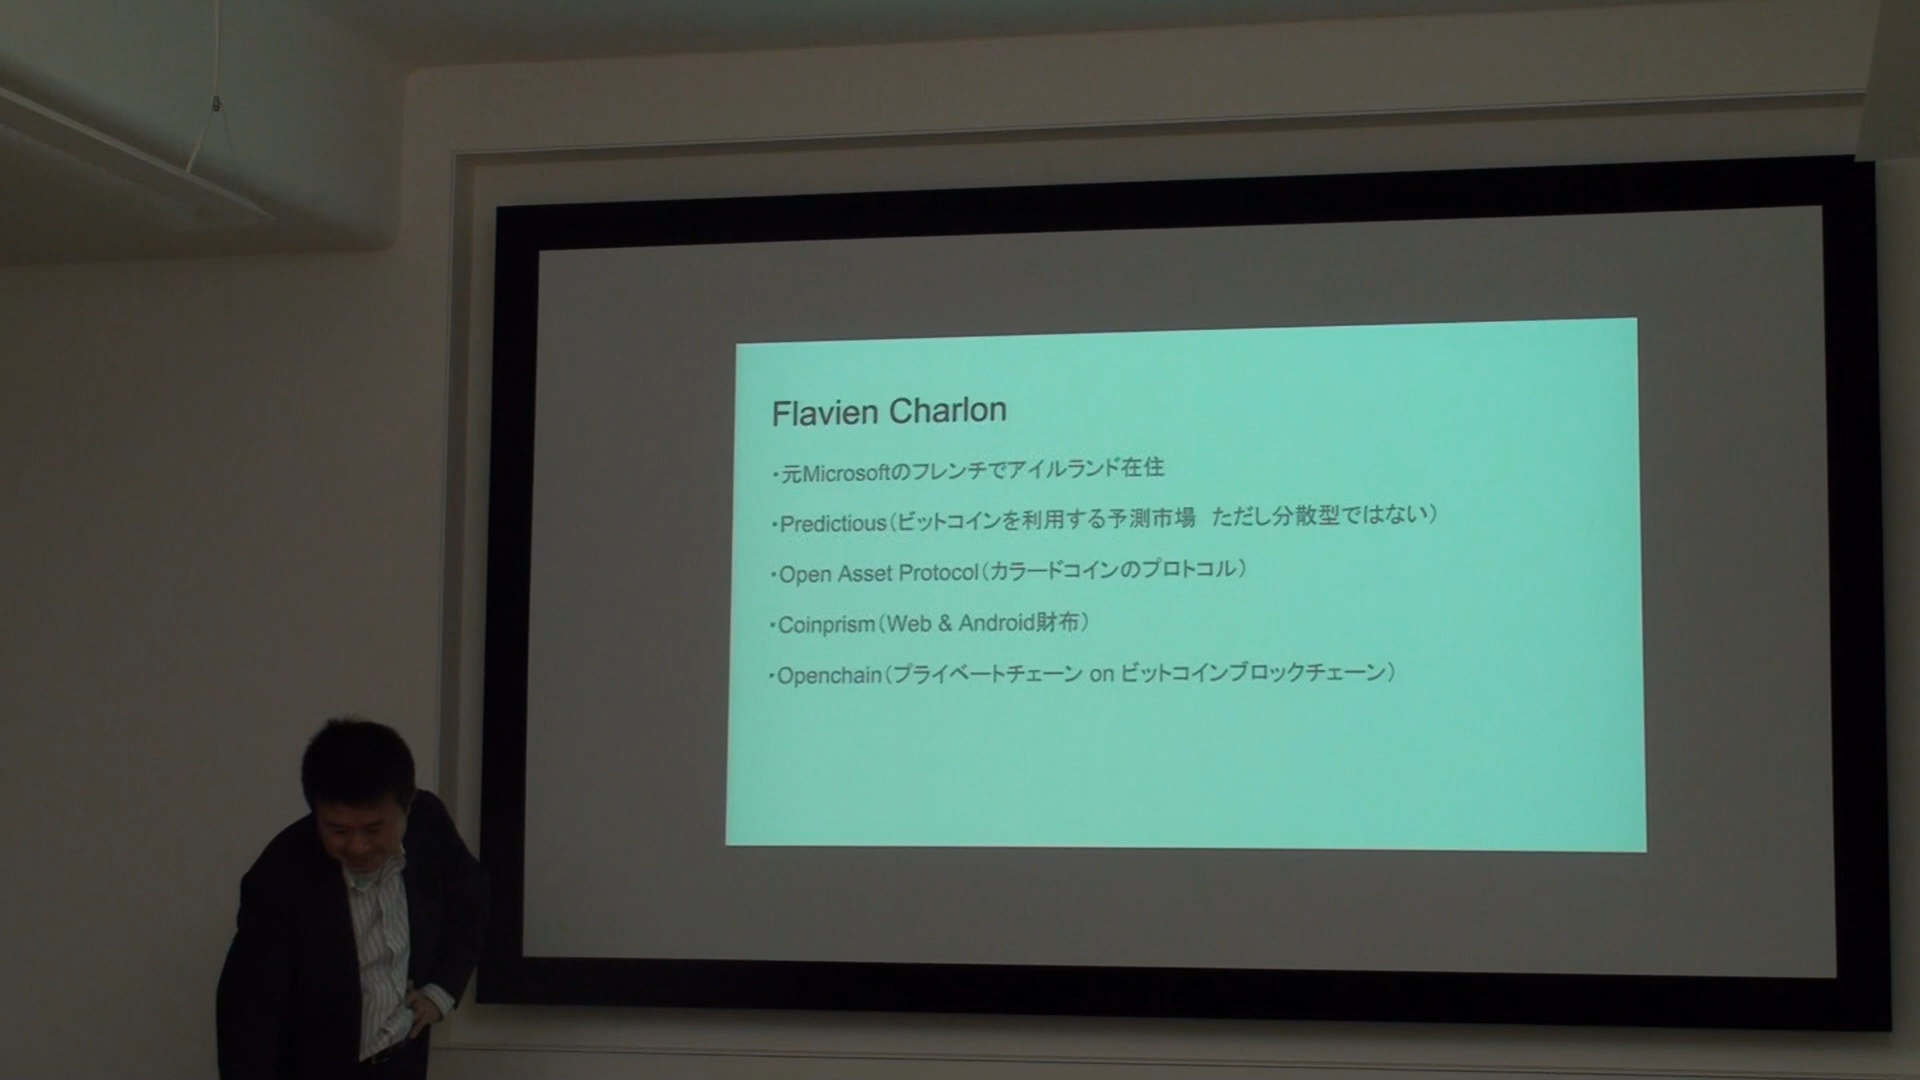 Flavien Charlon
・元Microsoftのフレンチでアイルランド在住
・Predictious（ビットコインを利用する予測市場　ただし分散型ではない）
・Open Asset Protocol（カラードコインのプロトコル）
・Coinprism（Web & Android財布）
・Openchain（プライベートチェーン on ビットコインブロックチェーン）